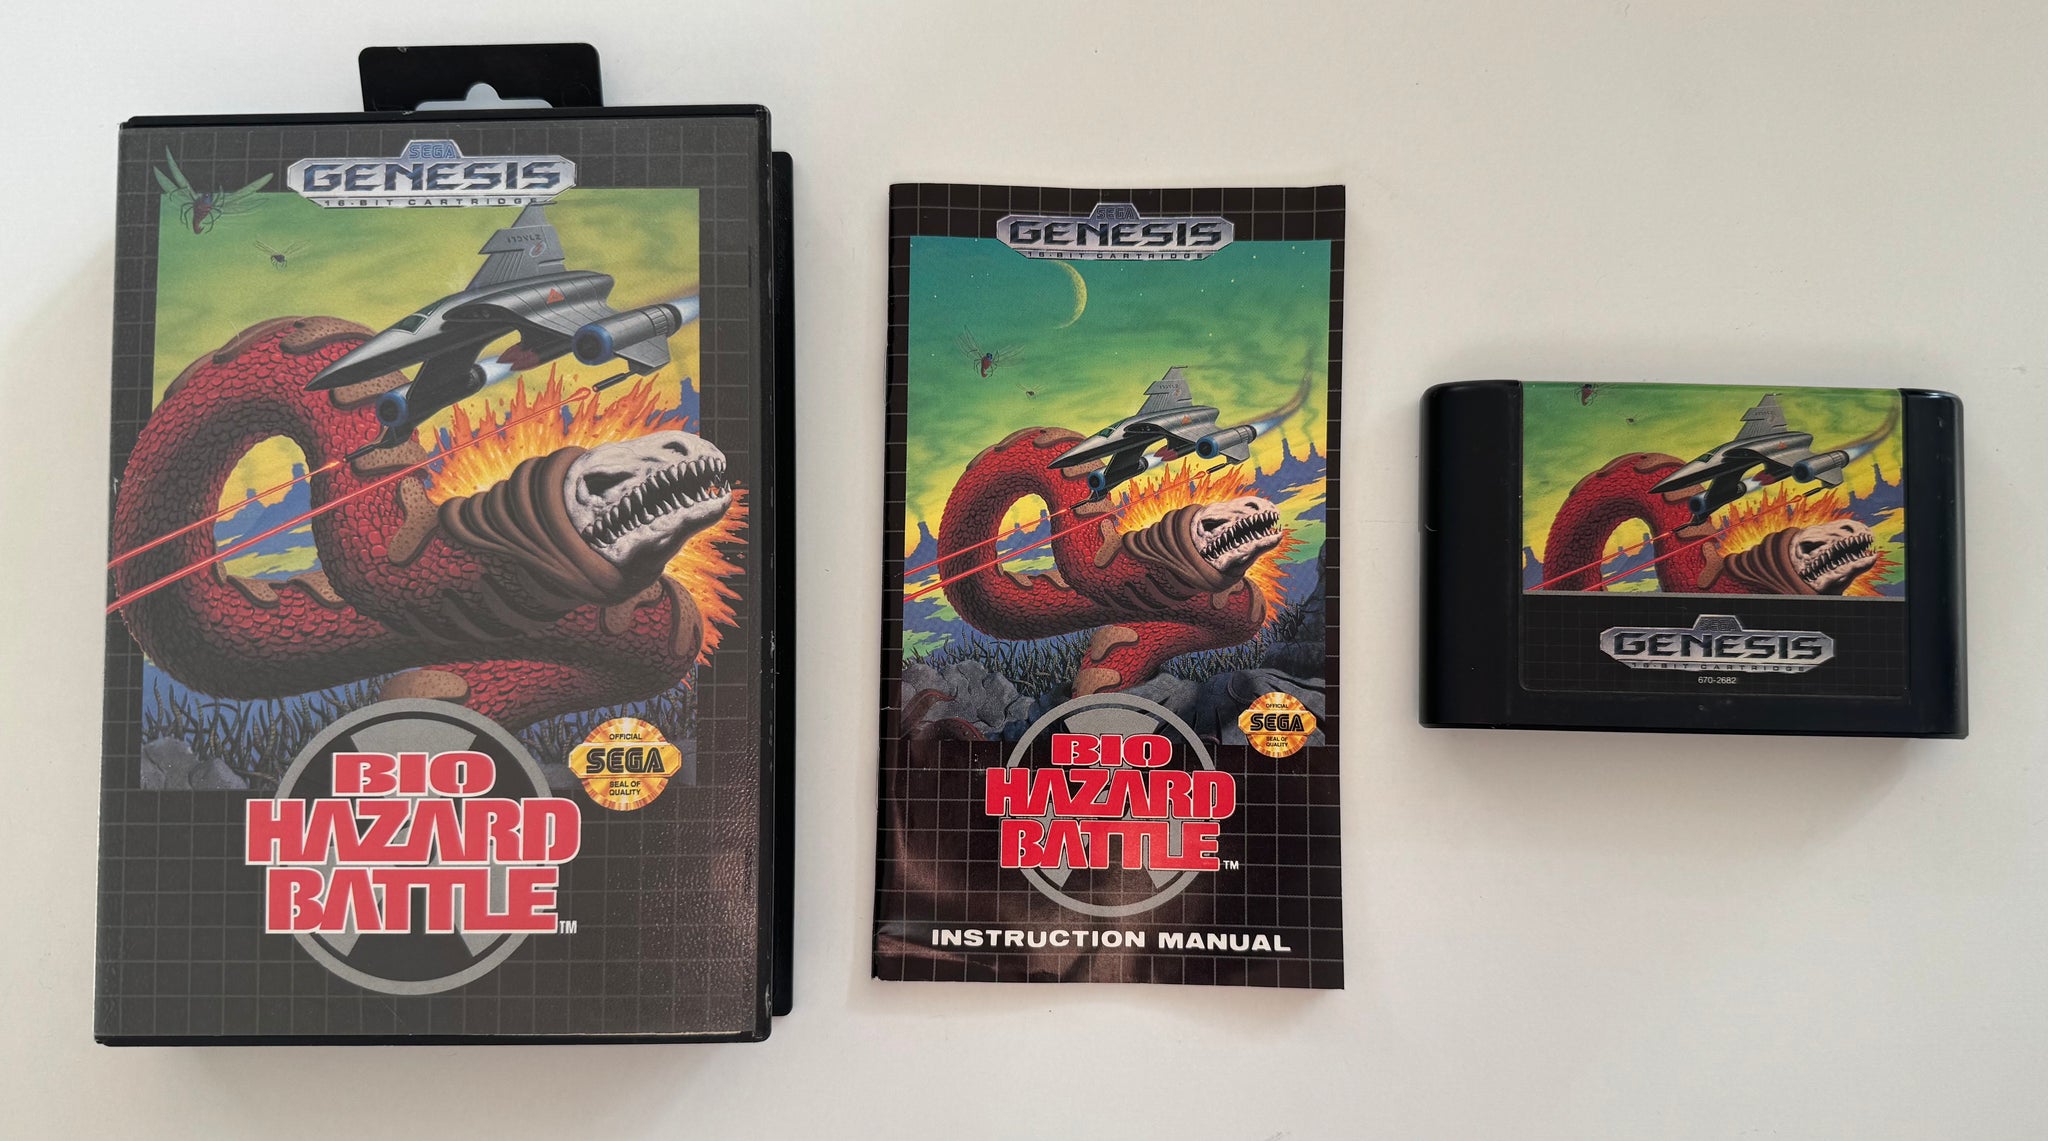 SEGA
GENESIS
16-BIT CARTRIDGE
OFFICIAL
SEGA
SEAL OF
QUALITY
BIO
HAZARD
BATTLE
TM
SEGA
GENESIS
16-BIT CARTRIDGE
OFFICIAL
SEGA
SEAL OF
QUALITY
BIO
HAZARD
BATTLE
TM
INSTRUCTION MANUAL
SEGA
GENESIS
16-BIT CARTRIDGE
670-2682